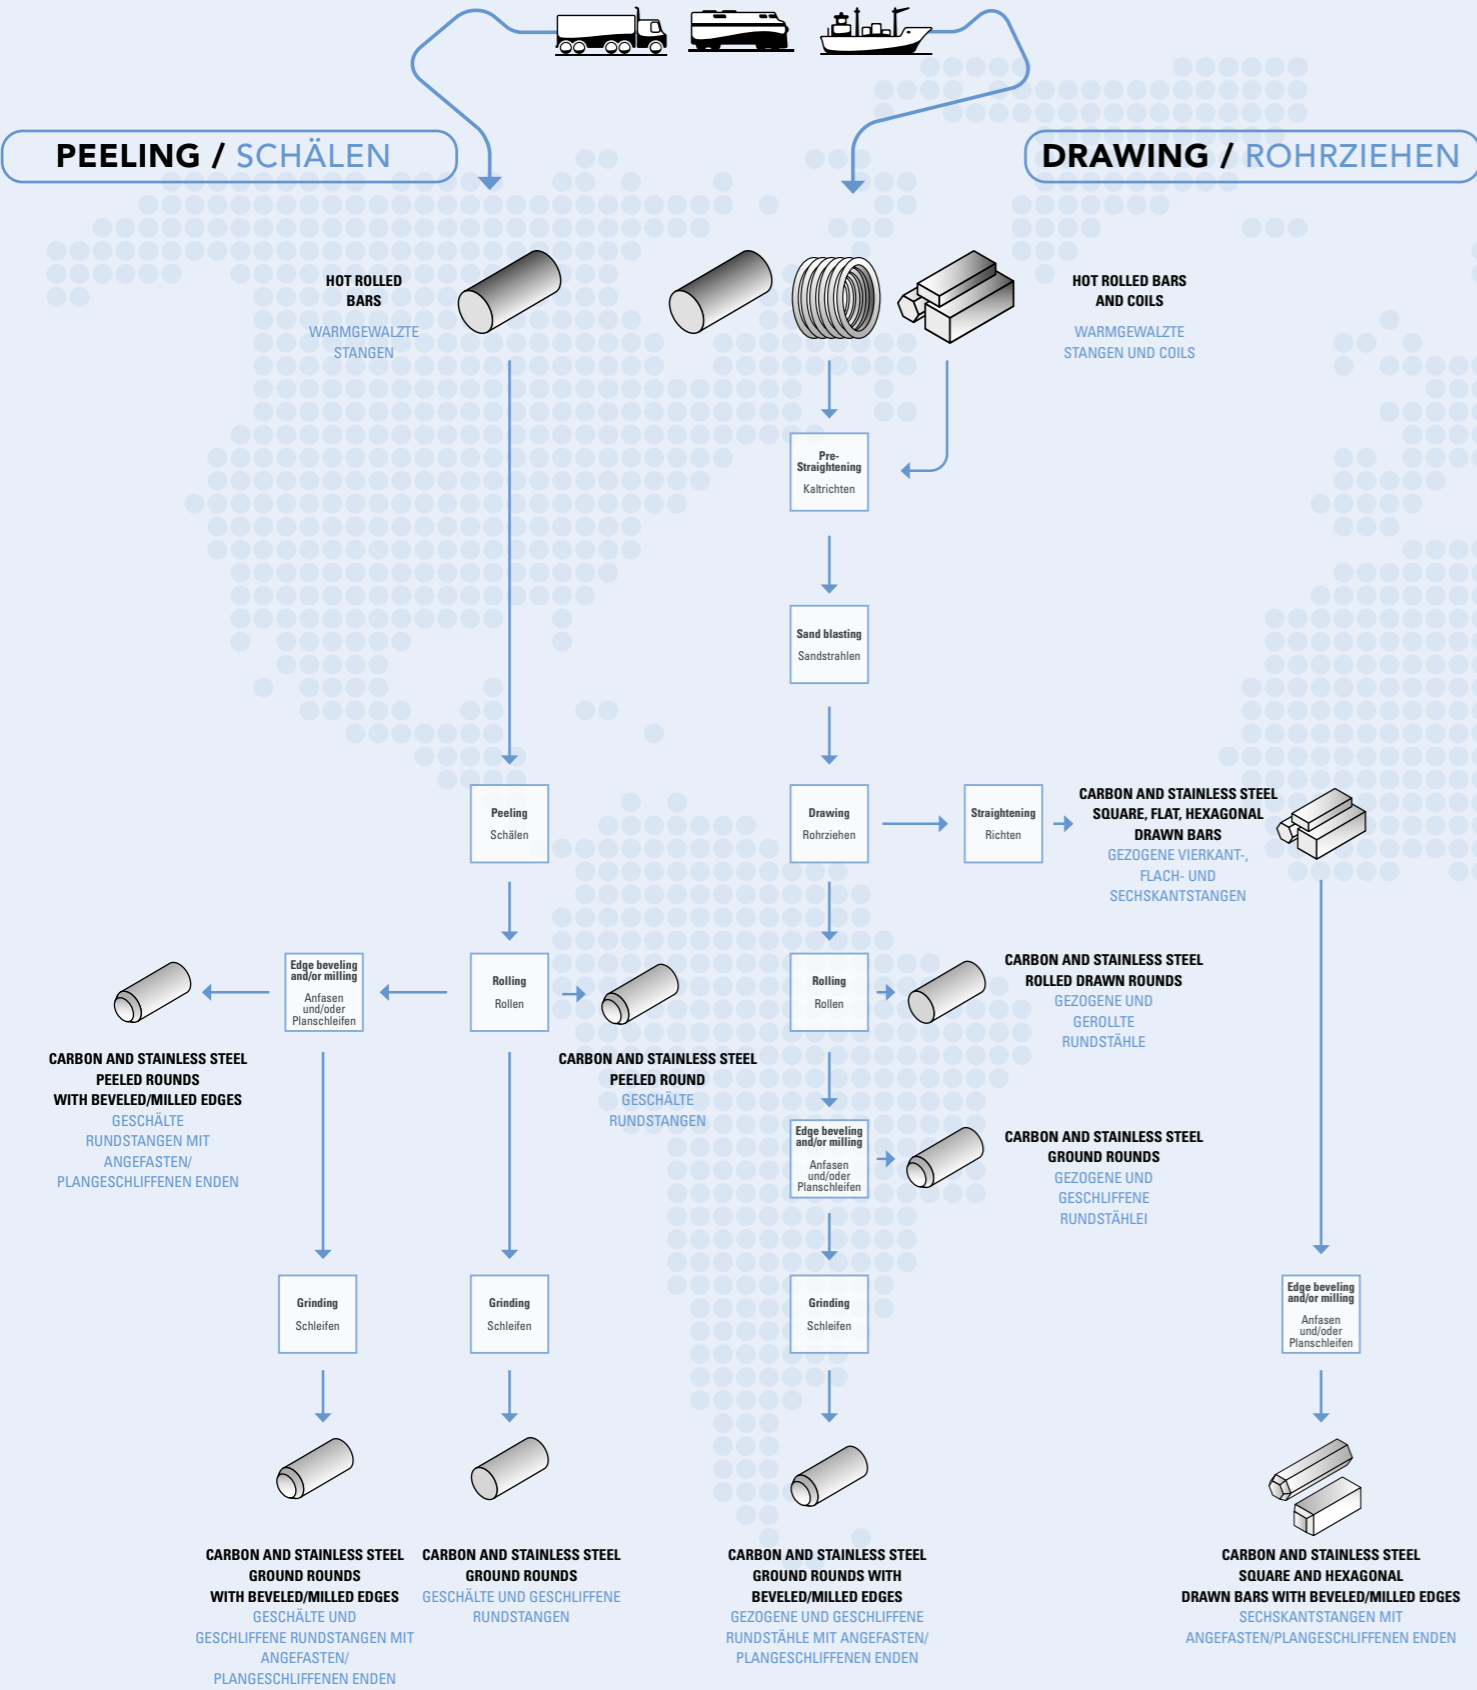 PEELING / SCHÄLEN
DRAWING / ROHRZIEHEN
HOT ROLLED
BARS
WARMGEWALZTE
STANGEN
HOT ROLLED BARS
AND COILS
WARMGEWALZTE
STANGEN UND COILS
Pre-
Straightening
Kaltrichten
Sand blasting
Sandstrahlen
Peeling
Schälen
Drawing
Rohrziehen
Straightening
Richten
CARBON AND STAINLESS STEEL
SQUARE, FLAT, HEXAGONAL
DRAWN BARS
GEZOGENE VIERKANT-,
FLACH- UND
SECHSKANTSTANGEN
Edge beveling
and/or milling
Anfasen
und/oder
Planschleifen
Rolling
Rollen
Rolling
Rollen
CARBON AND STAINLESS STEEL
ROLLED DRAWN ROUNDS
GEZOGENE UND
GEROLLTE
RUNDSTÄHLE
CARBON AND STAINLESS STEEL
PEELED ROUNDS
WITH BEVELED/MILLED EDGES
GESCHÄLTE
RUNDSTANGEN MIT
ANGEFASTEN/
PLANGESCHLIFFENEN ENDEN
CARBON AND STAINLESS STEEL
PEELED ROUND
GESCHÄLTE
RUNDSTANGEN
Edge beveling
and/or milling
Anfasen
und/oder
Planschleifen
CARBON AND STAINLESS STEEL
GROUND ROUNDS
GEZOGENE UND
GESCHLIFFENE
RUNDSTÄHLEI
Grinding
Schleifen
Grinding
Schleifen
Grinding
Schleifen
Edge beveling
and/or milling
Anfasen
und/oder
Planschleifen
CARBON AND STAINLESS STEEL
GROUND ROUNDS
WITH BEVELED/MILLED EDGES
GESCHÄLTE UND
GESCHLIFFENE RUNDSTANGEN MIT
ANGEFASTEN/
PLANGESCHLIFFENEN ENDEN
CARBON AND STAINLESS STEEL
GROUND ROUNDS
GESCHÄLTE UND GESCHLIFFENE
RUNDSTANGEN
CARBON AND STAINLESS STEEL
GROUND ROUNDS WITH
BEVELED/MILLED EDGES
GEZOGENE UND GESCHLIFFENE
RUNDSTÄHLE MIT ANGEFASTEN/
PLANGESCHLIFFENEN ENDEN
CARBON AND STAINLESS STEEL
SQUARE AND HEXAGONAL
DRAWN BARS WITH BEVELED/MILLED EDGES
SECHSKANTSTANGEN MIT
ANGEFASTEN/PLANGESCHLIFFENEN ENDEN